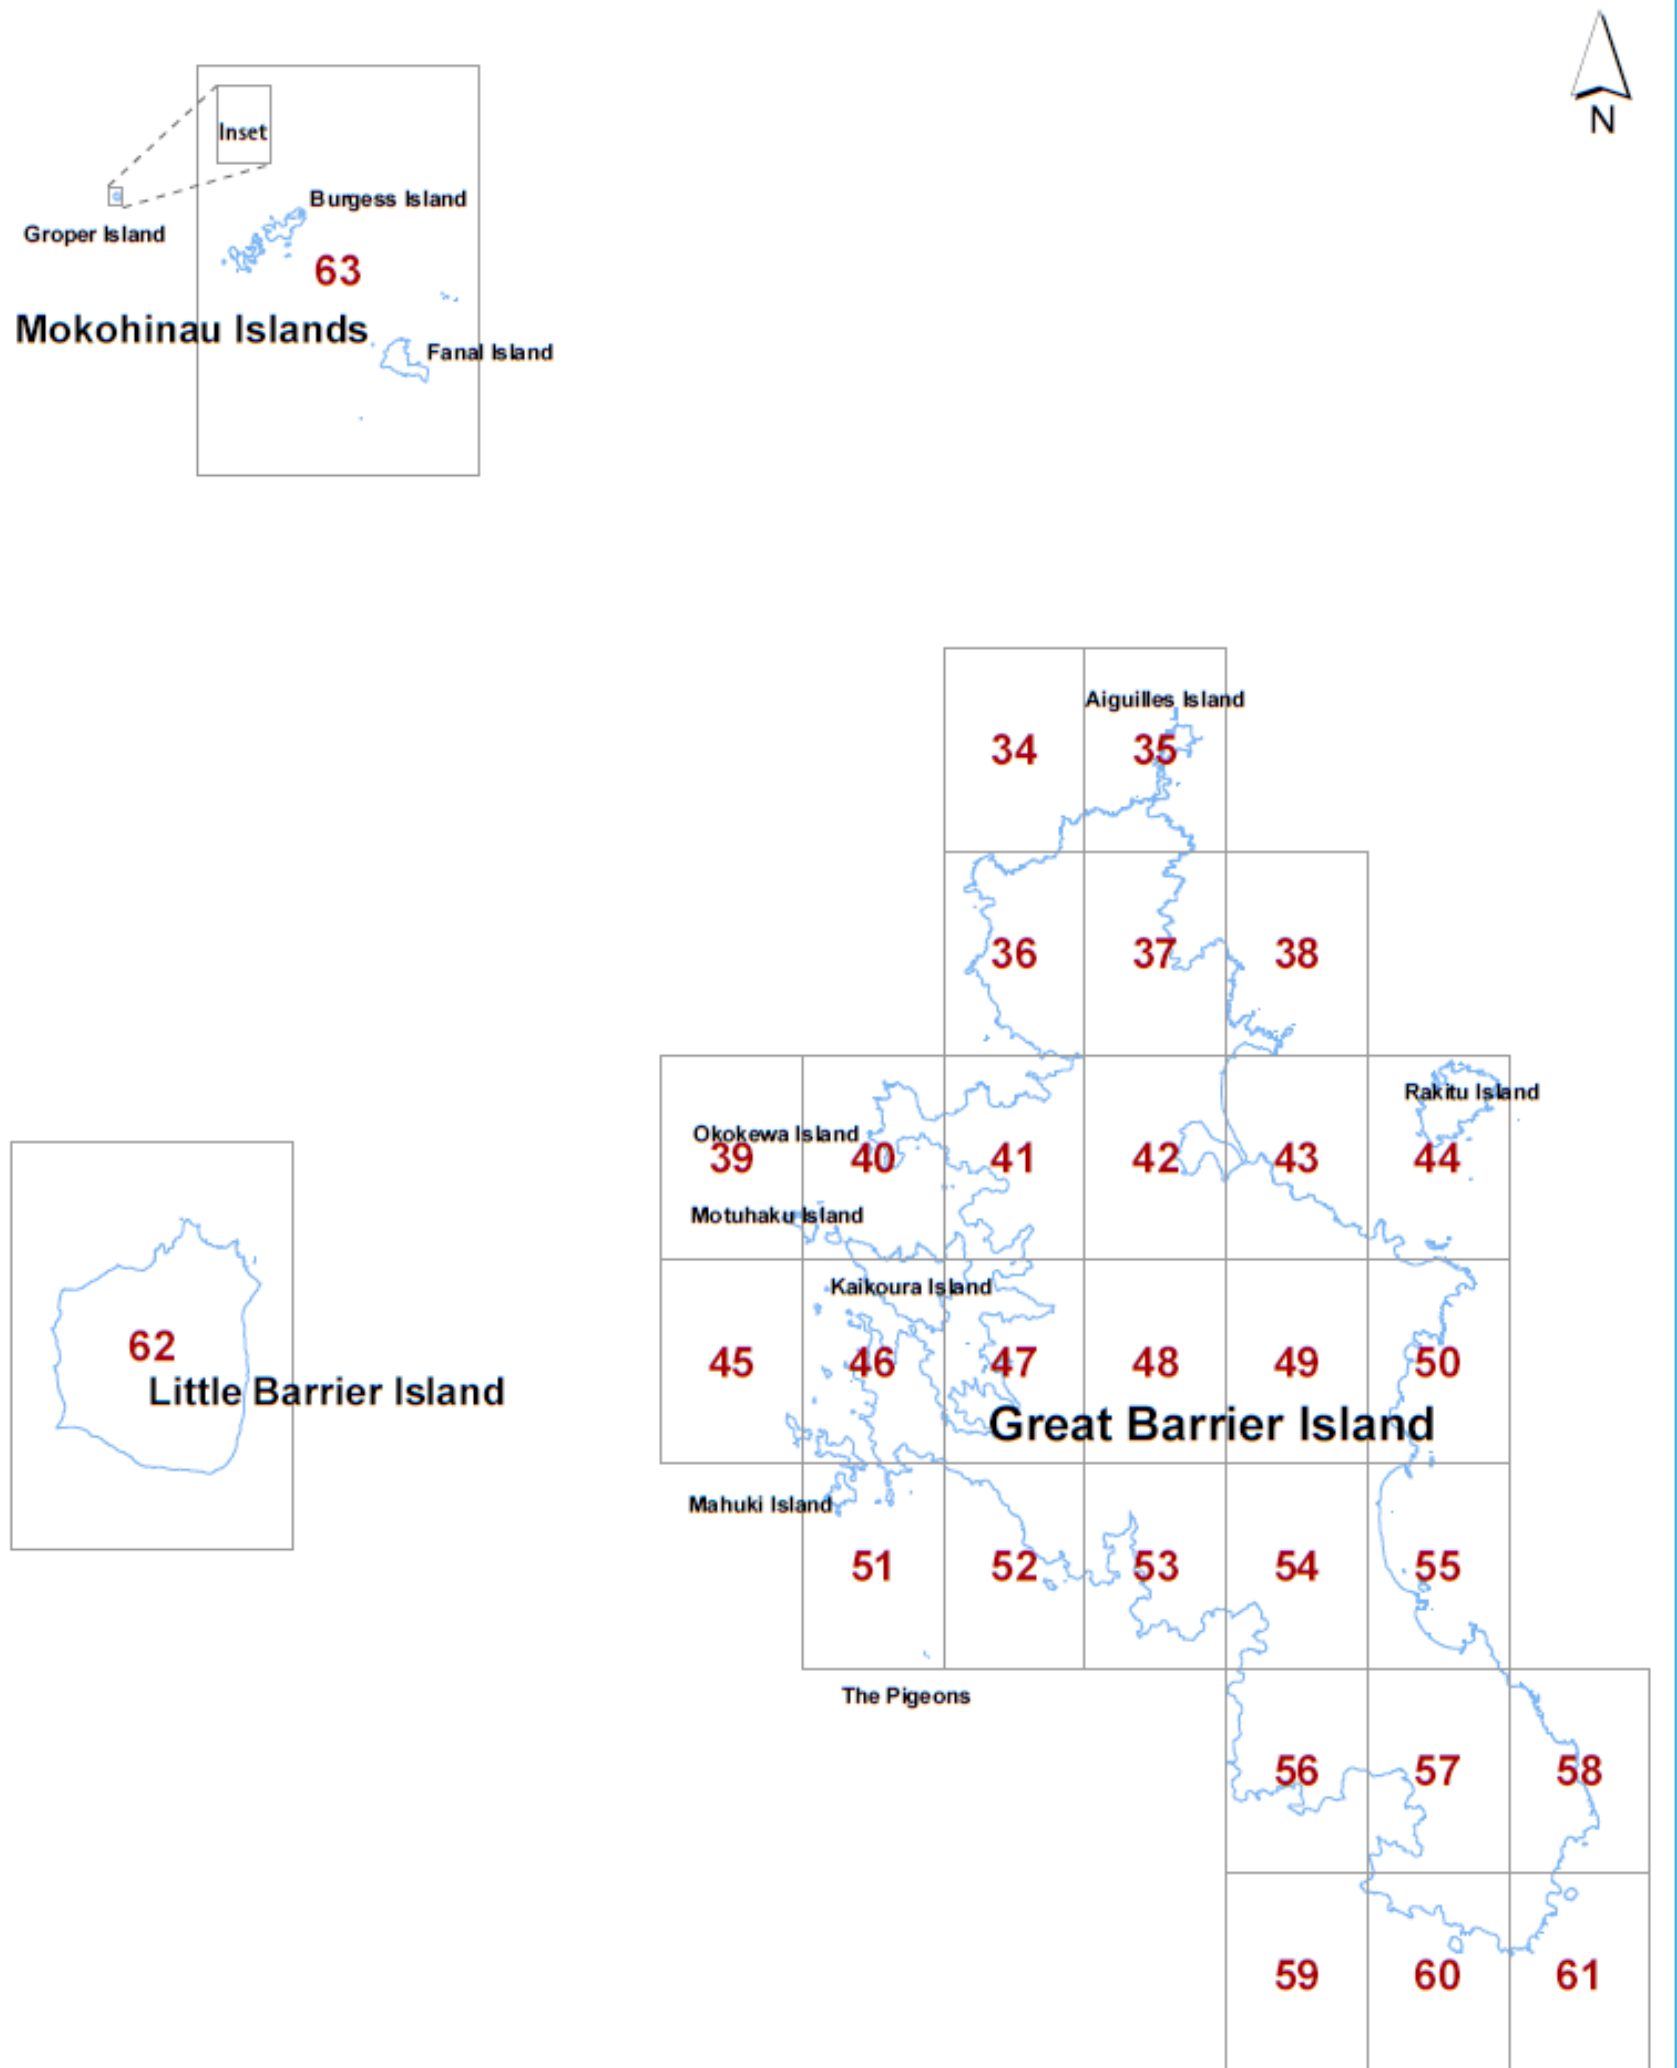 N
Inset
Burgess Island
Groper Island
63
Mokohinau Islands
Fanal Island
Aiguilles Island
34 35
36 37 38
Rakitu Island
Okokewa Island
39 40 41 42 43 44
Motuhaku Island
Kaikoura Island
62
45 46 47 48 49 50
Little Barrier Island
Great Barrier Island
Mahuki Island
51 52 53 54 55
The Pigeons
56 57 58
59 60 61